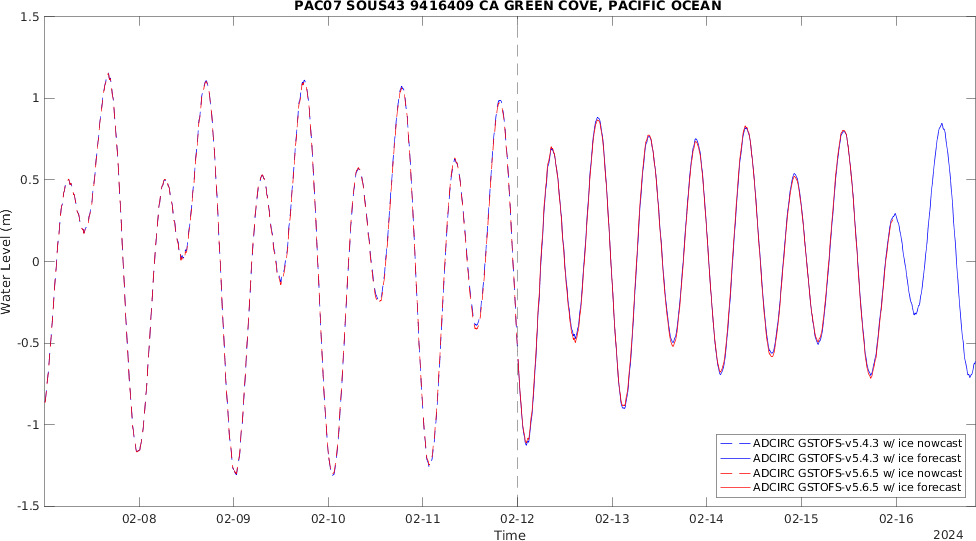 PAC07 SOUS43 9416409 CA GREEN COVE, PACIFIC OCEAN
1.5
1
0.5
0
-0.5
-1
-1.5
Water Level (m)
ADCIRC GSTOFS-v5.4.3 w/ ice nowcast
ADCIRC GSTOFS-v5.4.3 w/ ice forecast
ADCIRC GSTOFS-v5.6.5 w/ ice nowcast
ADCIRC GSTOFS-v5.6.5 w/ ice forecast
02-08 02-09 02-10 02-11 02-12 02-13 02-14 02-15 02-16
Time
2024